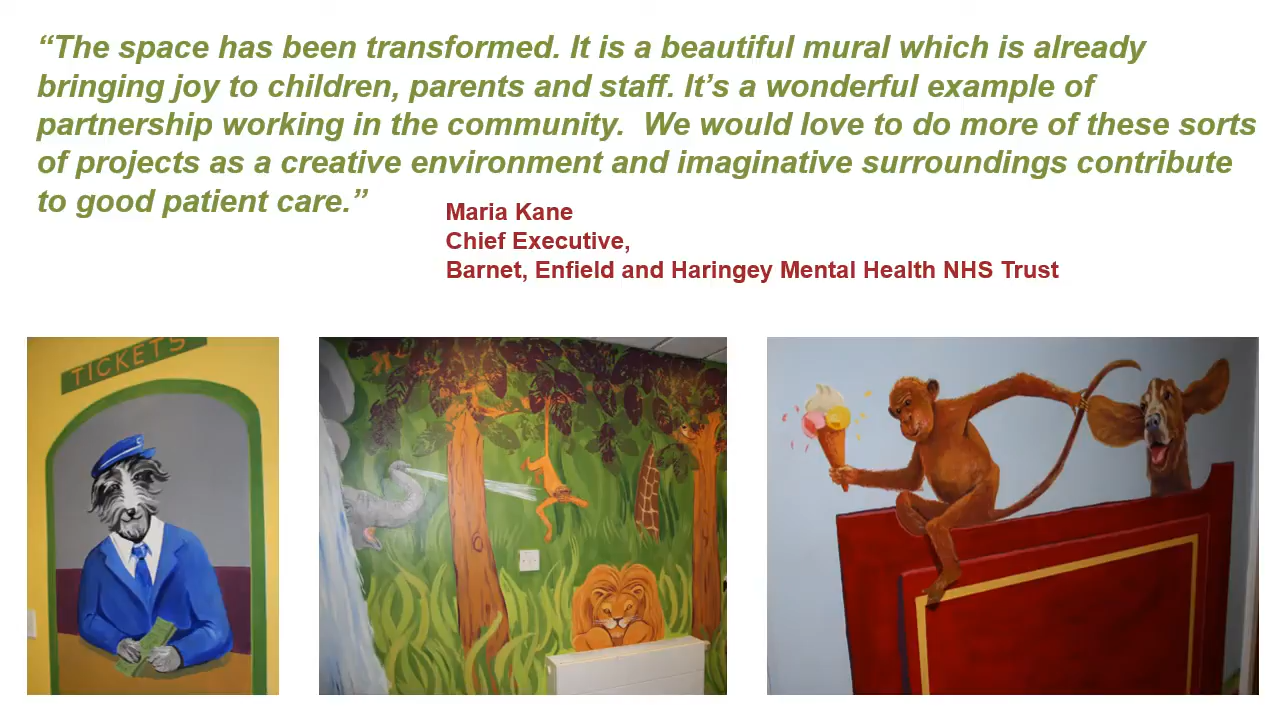 “The space has been transformed. It is a beautiful mural which is already
bringing joy to children, parents and staff. It’s a wonderful example of
partnership working in the community.  We would love to do more of these sorts
of projects as a creative environment and imaginative surroundings contribute
to good patient care.”
Maria Kane
Chief Executive,
Barnet, Enfield and Haringey Mental Health NHS Trust
TICKETS